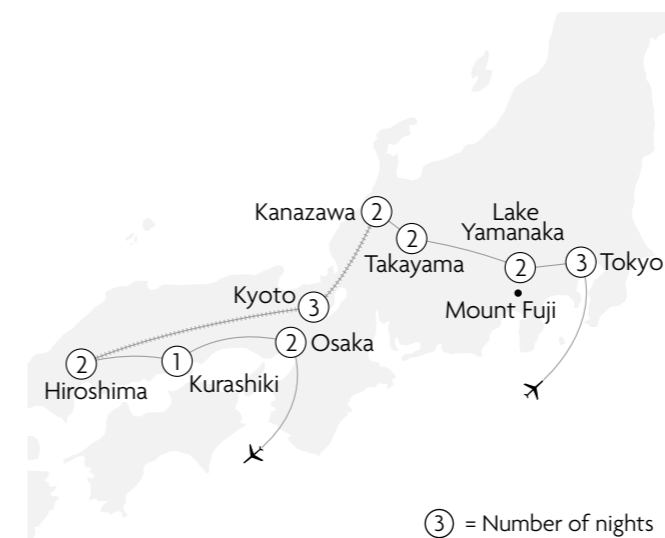 Kanazawa 2
2
Takayama
Lake
Yamanaka
2
3 Tokyo
Mount Fuji
Kyoto 3
2 Osaka
2
Hiroshima
1
Kurashiki
3 = Number of nights